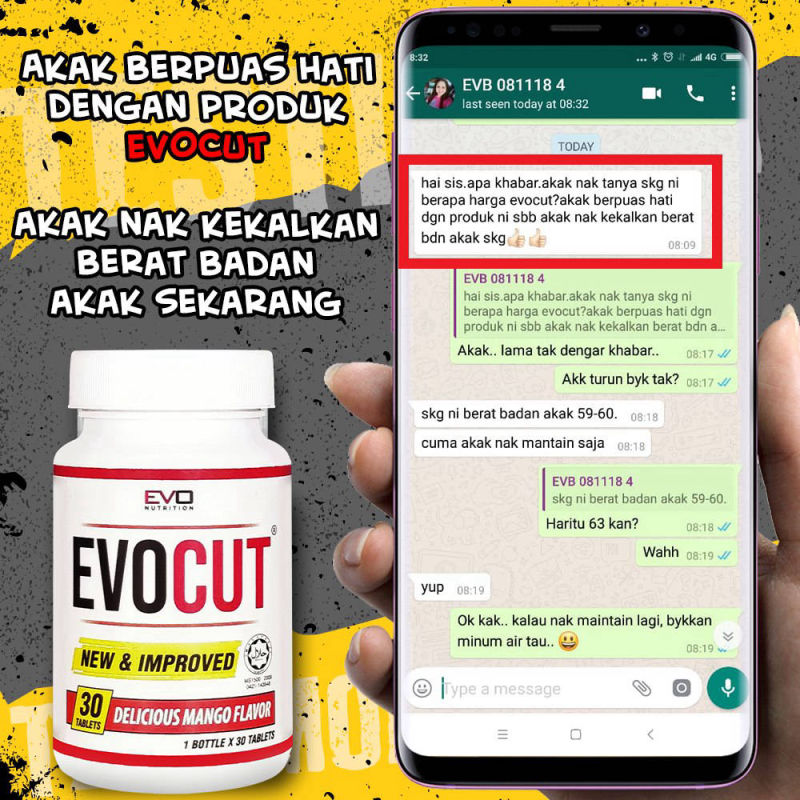 AKAK BERPUAS HATI
DENGAN PRODUK
EVOCUT
AKAK NAK KEKALKAN
BERAT BADAN
AKAK SEKARANG
EVO
NUTRITION
EVOCUT®
NEW & IMPROVED
30
TABLETS
DELICIOUS MANGO FLAVOR
1 BOTTLE X 30 TABLETS
8:32
4G
EVB 081118 4
last seen today at 08:32
TODAY
hai sis.apa khabar.akak nak tanya skg ni
berapa harga evocut?akak berpuas hati
dgn produk ni sbb akak nak kekalkan berat
bdn akak skg👍🏻👍🏻
08:09
EVB 081118 4
hai sis.apa khabar.akak nak tanya skg ni
berapa harga evocut?akak berpuas hati dgn
produk ni sbb akak nak kekalkan berat bdn a...
Akak.. lama tak dengar khabar.. 08:17
Akk turun byk tak? 08:17
skg ni berat badan akak 59-60. 08:18
cuma akak nak mantain saja 08:18
EVB 081118 4
skg ni berat badan akak 59-60.
Haritu 63 kan? 08:18
Wahh 08:19
yup 08:19
Ok kak.. kalau nak maintain lagi, bykkan
minum air tau.. 😃
08:19
Type a message